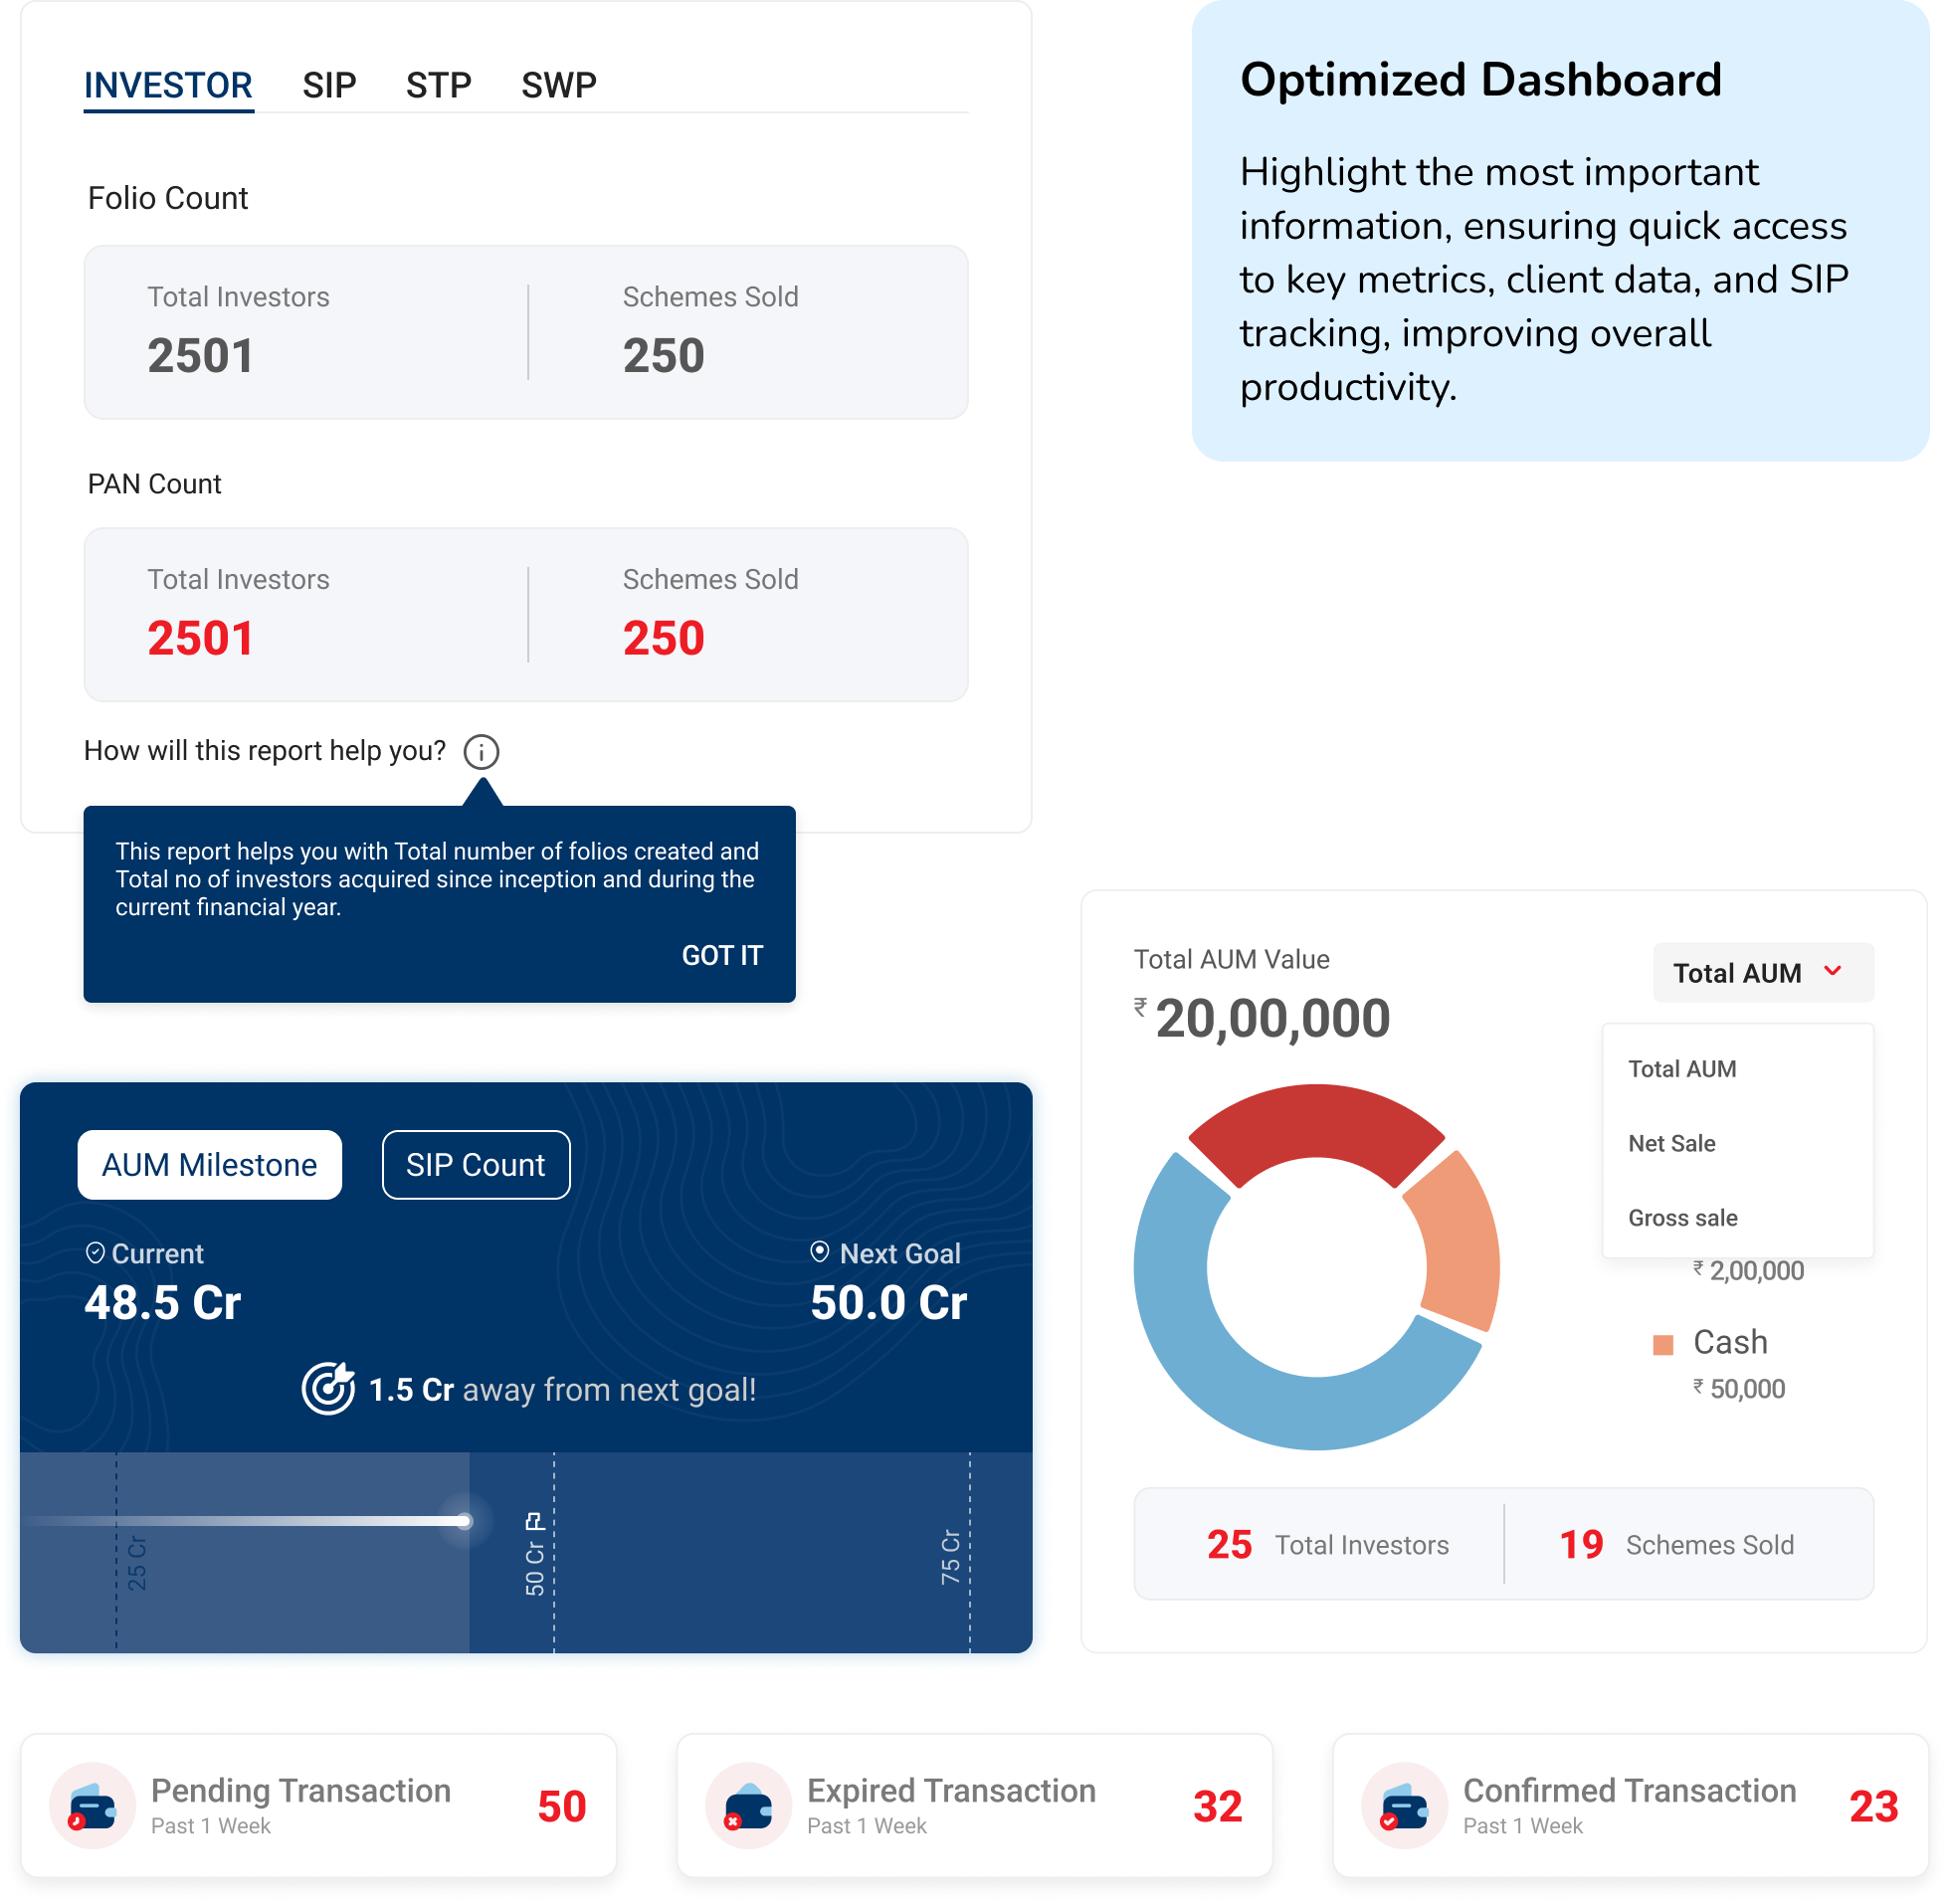 INVESTOR SIP STP SWP
Folio Count
Total Investors
2501
Schemes Sold
250
PAN Count
Total Investors
2501
Schemes Sold
250
How will this report help you?
This report helps you with Total number of folios created and
Total no of investors acquired since inception and during the
current financial year.
GOT IT
Optimized Dashboard
Highlight the most important
information, ensuring quick access
to key metrics, client data, and SIP
tracking, improving overall
productivity.
AUM Milestone
SIP Count
Current
48.5 Cr
Next Goal
50.0 Cr
1.5 Cr away from next goal!
25 Cr
50 Cr
75 Cr
Total AUM Value
₹ 20,00,000
Total AUM
Total AUM
Net Sale
Gross sale
₹ 2,00,000
Cash
₹ 50,000
25 Total Investors
19 Schemes Sold
Pending Transaction
Past 1 Week
50
Expired Transaction
Past 1 Week
32
Confirmed Transaction
Past 1 Week
23